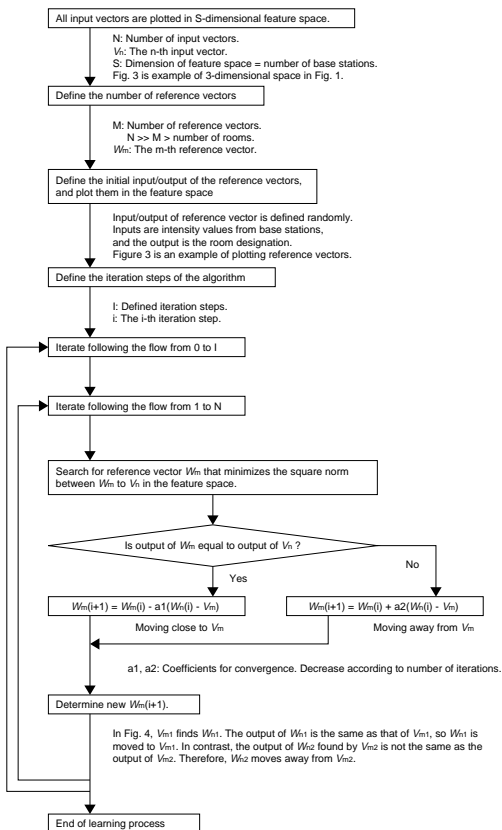 All input vectors are plotted in S-dimensional feature space.
N: Number of input vectors.
Vn: The n-th input vector.
S: Dimension of feature space = number of base stations.
Fig. 3 is example of 3-dimensional space in Fig. 1.
Define the number of reference vectors
M: Number of reference vectors.
N >> M > number of rooms.
Wm: The m-th reference vector.
Define the initial input/output of the reference vectors,
and plot them in the feature space
Input/output of reference vector is defined randomly.
Inputs are intensity values from base stations,
and the output is the room designation.
Figure 3 is an example of plotting reference vectors.
Define the iteration steps of the algorithm
I: Defined iteration steps.
i: The i-th iteration step.
Iterate following the flow from 0 to I
Iterate following the flow from 1 to N
Search for reference vector Wm that minimizes the square norm
between Wm to Vn in the feature space.
Is output of Wm equal to output of Vn ?
No
Yes
Wm(i+1) = Wm(i) - a1(Wn(i) - Vm)
Wm(i+1) = Wm(i) + a2(Wn(i) - Vm)
Moving close to Vm
Moving away from Vm
a1, a2: Coefficients for convergence. Decrease according to number of iterations.
Determine new Wm(i+1).
In Fig. 4, Vm1 finds Wn1. The output of Wn1 is the same as that of Vm1, so Wn1 is
moved to Vm1. In contrast, the output of Wn2 found by Vm2 is not the same as the
output of Vm2. Therefore, Wn2 moves away from Vm2.
End of learning process